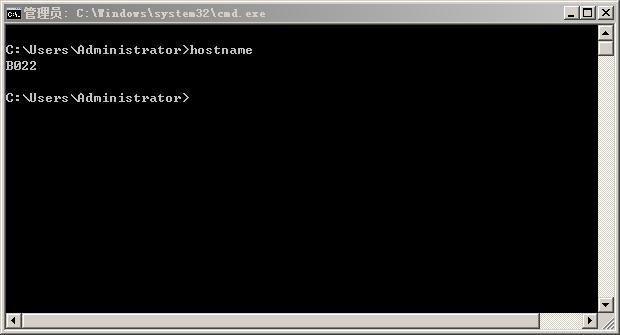 管理员: C:\Windows\system32\cmd.exe
C:\Users\Administrator>hostname
B022
C:\Users\Administrator>